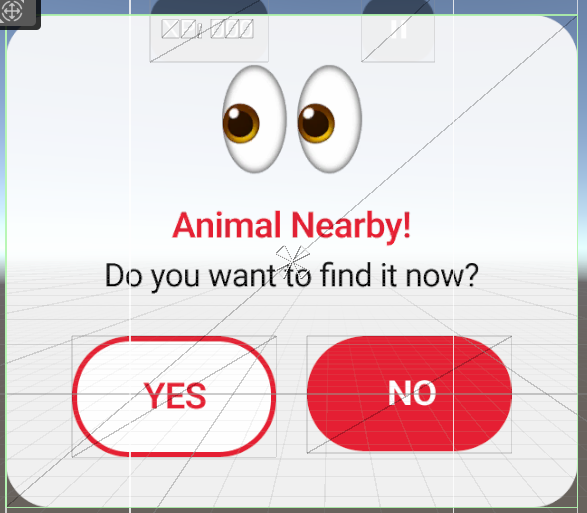 Animal Nearby!
Do you want to find it now?
YES
NO